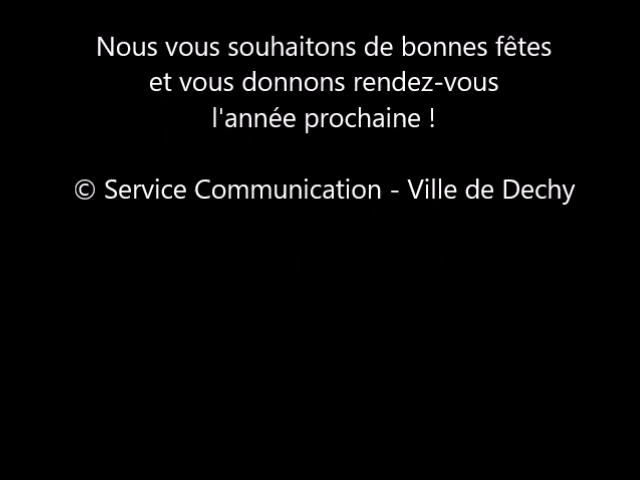 Nous vous souhaitons de bonnes fêtes
et vous donnons rendez-vous
l'année prochaine !
© Service Communication - Ville de Dechy